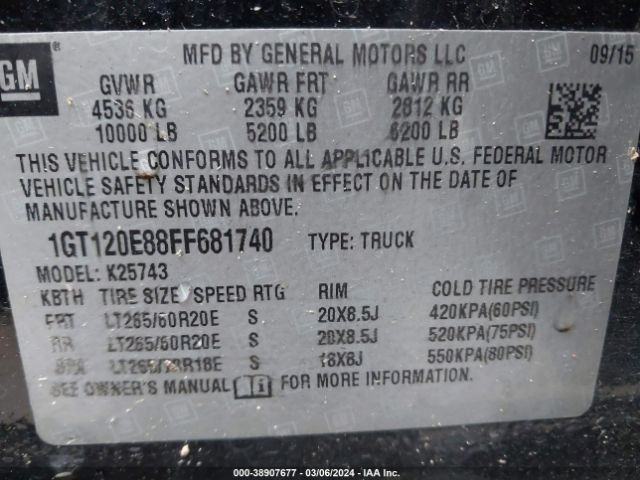 GM
MFD BY GENERAL MOTORS LLC 09/15
GVWR GAWR FRT GAWR RR
4536 KG 2359 KG 2812 KG
10000 LB 5200 LB 6200 LB
THIS VEHICLE CONFORMS TO ALL APPLICABLE U.S. FEDERAL MOTOR
VEHICLE SAFETY STANDARDS IN EFFECT ON THE DATE OF
MANUFACTURE SHOWN ABOVE.
1GT120E88FF681740 TYPE: TRUCK
MODEL: K25743
KBTH TIRE SIZE SPEED RTG RIM COLD TIRE PRESSURE
FRT LT265/60R20E S 20X8.5J 420KPA(60PSI)
RR LT265/60R20E S 20X8.5J 520KPA(75PSI)
SPA S 18X8J 550KPA(80PSI)
SEE OWNER'S MANUAL FOR MORE INFORMATION
000-38907677 - 03/06/2024 - IAA Inc.